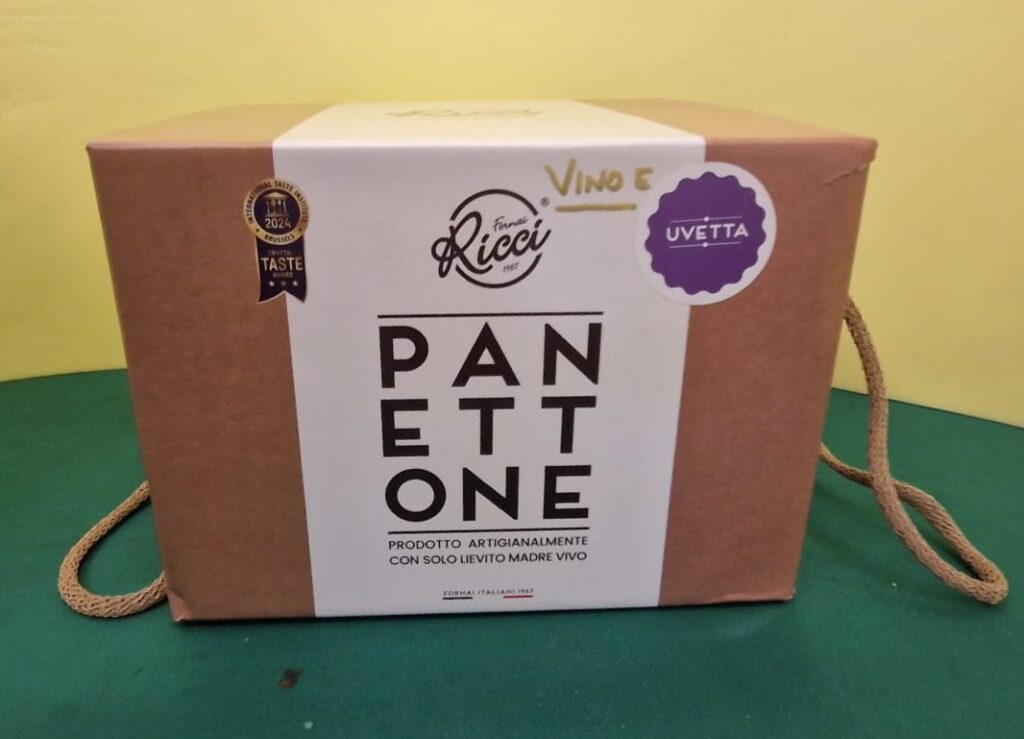 VINO E
INTERNATIONAL TASTE INSTITUTE
2024
BRUSSELS
CRYSTAL
TASTE
AWARD
Fornai
Ricci
®
1967
UVETTA
PAN
ETT
ONE
PRODOTTO ARTIGIANALMENTE
CON SOLO LIEVITO MADRE VIVO
FORNAI ITALIANI 1967